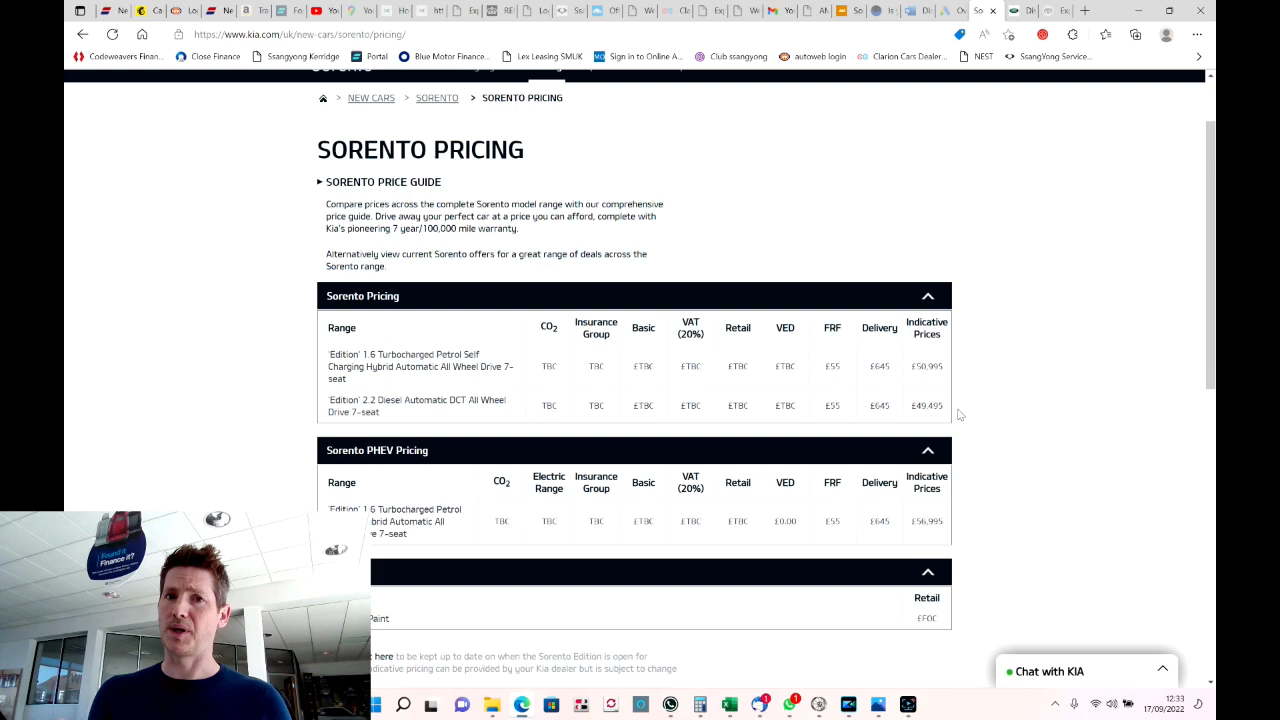 https://www.kia.com/uk/new-cars/sorento/pricing/
Codeweavers Finan... Close Finance Ssangyong Kerridge Portal Blue Motor Finance... Lex Leasing SMUK Sign in to Online A... Club ssangyong autoweb login Clarion Cars Dealer... NEST SsangYong Service...
NEW CARS > SORENTO > SORENTO PRICING
SORENTO PRICING
SORENTO PRICE GUIDE
Compare prices across the complete Sorento model range with our comprehensive
price guide. Drive away your perfect car at a price you can afford, complete with
Kia's pioneering 7 year/100,000 mile warranty.
Alternatively view current Sorento offers for a great range of deals across the
Sorento range.
Sorento Pricing
Range CO2 Insurance Group Basic VAT (20%) Retail VED FRF Delivery Indicative Prices
'Edition' 1.6 Turbocharged Petrol Self
Charging Hybrid Automatic All Wheel Drive 7-
seat
TBC TBC £TBC £TBC £TBC £TBC £55 £645 £50,995
'Edition' 2.2 Diesel Automatic DCT All Wheel
Drive 7-seat
TBC TBC £TBC £TBC £TBC £TBC £55 £645 £49,495
Sorento PHEV Pricing
Range CO2 Electric Range Insurance Group Basic VAT (20%) Retail VED FRF Delivery Indicative Prices
'Edition' 1.6 Turbocharged Petrol
hybrid Automatic All
7-seat
TBC TBC TBC £TBC £TBC £TBC £0.00 £55 £645 £56,995
Retail
Paint £FOC
here to be kept up to date on when the Sorento Edition is open for
indicative pricing can be provided by your Kia dealer but is subject to change
Found it
Finance it?
Chat with KIA
12:33
17/09/2022